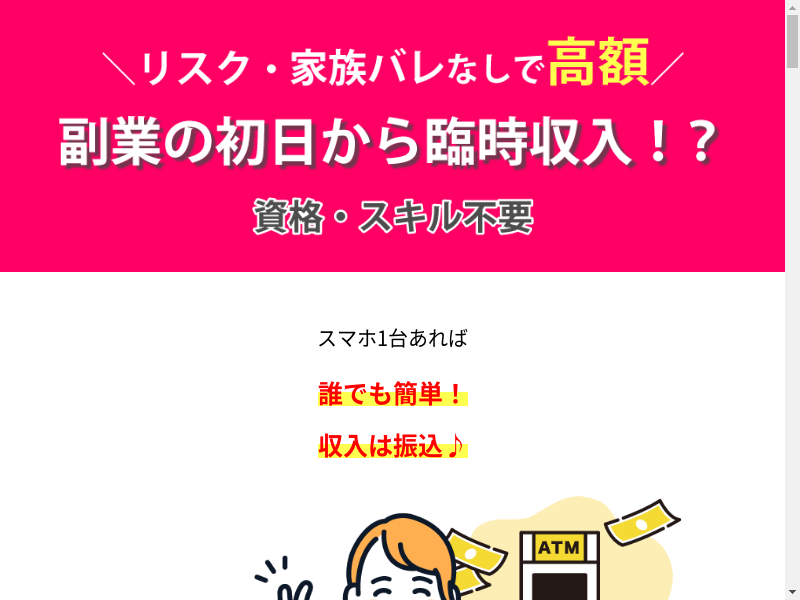 ＼リスク・家族バレなしで高額／
副業の初日から臨時収入！？
資格・スキル不要
スマホ1台あれば
誰でも簡単！
収入は振込♪
ATM